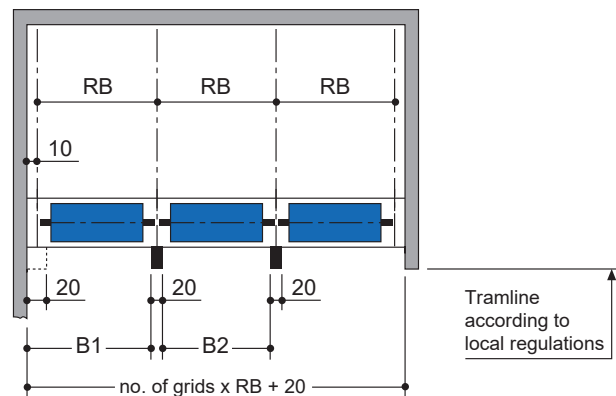 RB RB RB
10
20 20 20
B1 B2
no. of grids x RB + 20
Tramline
according to
local regulations